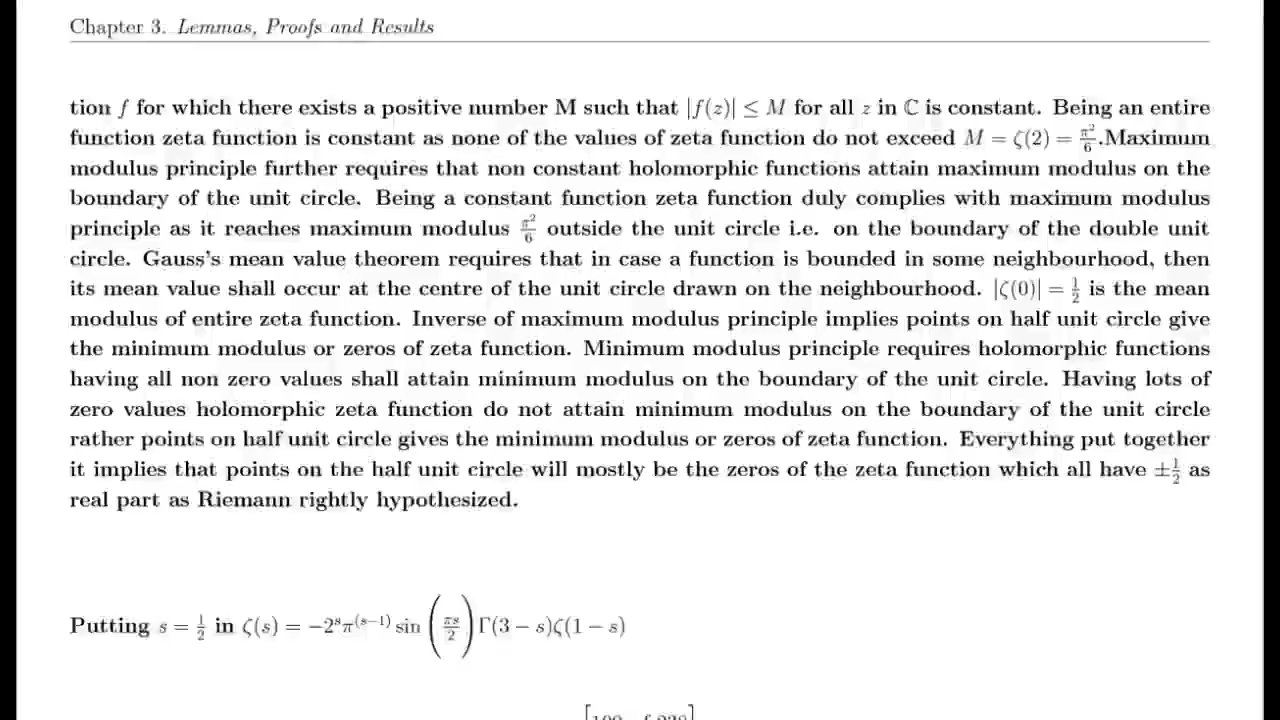 Chapter 3. Lemmas, Proofs and Results
tion f for which there exists a positive number M such that |f(z)| ≤ M for all z in ℂ is constant. Being an entire
function zeta function is constant as none of the values of zeta function do not exceed M = ζ(2) = π²/6.Maximum
modulus principle further requires that non constant holomorphic functions attain maximum modulus on the
boundary of the unit circle. Being a constant function zeta function duly complies with maximum modulus
principle as it reaches maximum modulus π²/6 outside the unit circle i.e. on the boundary of the double unit
circle. Gauss's mean value theorem requires that in case a function is bounded in some neighbourhood, then
its mean value shall occur at the centre of the unit circle drawn on the neighbourhood. |ζ(0)| = 1/2 is the mean
modulus of entire zeta function. Inverse of maximum modulus principle implies points on half unit circle give
the minimum modulus or zeros of zeta function. Minimum modulus principle requires holomorphic functions
having all non zero values shall attain minimum modulus on the boundary of the unit circle. Having lots of
zero values holomorphic zeta function do not attain minimum modulus on the boundary of the unit circle
rather points on half unit circle gives the minimum modulus or zeros of zeta function. Everything put together
it implies that points on the half unit circle will mostly be the zeros of the zeta function which all have ±1/2 as
real part as Riemann rightly hypothesized.
Putting s = 1/2 in ζ(s) = −2^s π^(s−1) sin(πs/2) Γ(3 − s)ζ(1 − s)